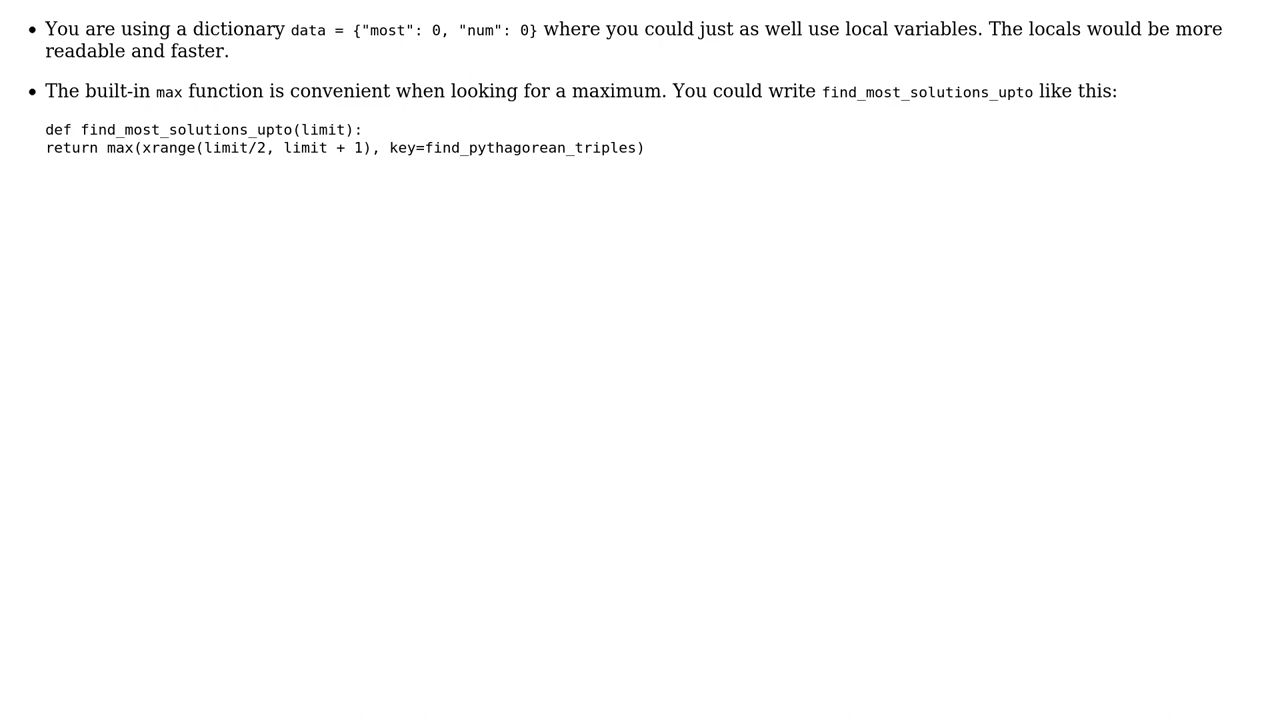 • You are using a dictionary data = {"most": 0, "num": 0} where you could just as well use local variables. The locals would be more
readable and faster.
• The built-in max function is convenient when looking for a maximum. You could write find_most_solutions_upto like this:
def find_most_solutions_upto(limit):
return max(xrange(limit/2, limit + 1), key=find_pythagorean_triples)